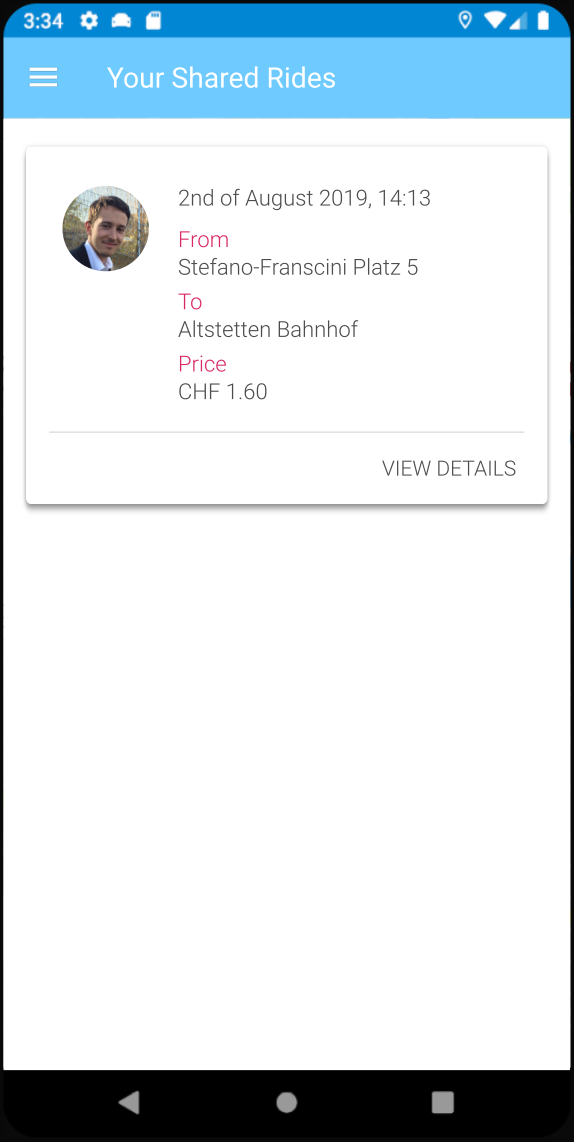 3:34
Your Shared Rides
2nd of August 2019, 14:13
From
Stefano-Franscini Platz 5
To
Altstetten Bahnhof
Price
CHF 1.60
VIEW DETAILS